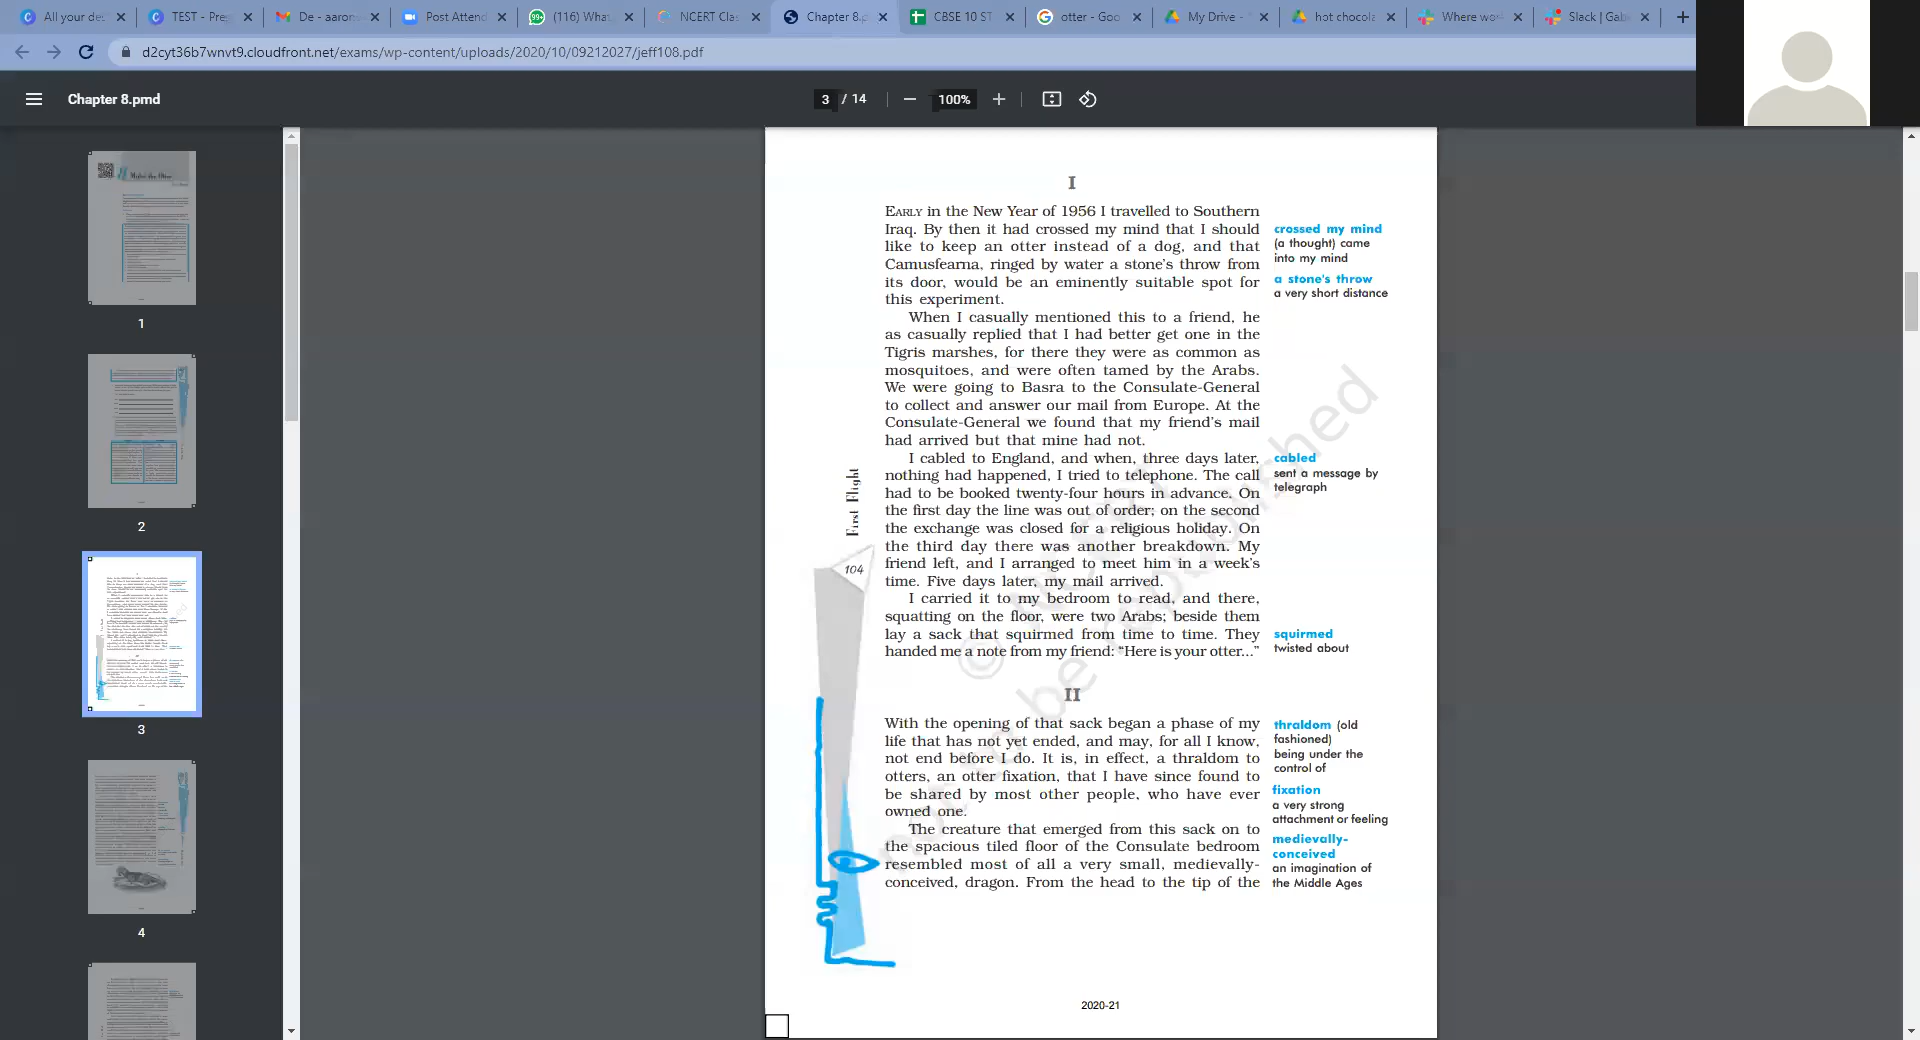 All your de
TEST - Pre
De - aaron
Post Attend
(116) What
NCERT Clas
Chapter 8.p
CBSE 10 ST
otter - Goo
My Drive -
hot chocola
Where wor
Slack | Gab
d2cyt36b7wnvt9.cloudfront.net/exams/wp-content/uploads/2020/10/09212027/jeff108.pdf
Chapter 8.pmd
3 / 14
100%
1
2
3
4
I
EARLY in the New Year of 1956 I travelled to Southern
Iraq. By then it had crossed my mind that I should
like to keep an otter instead of a dog, and that
Camusfearna, ringed by water a stone's throw from
its door, would be an eminently suitable spot for
this experiment.
When I casually mentioned this to a friend, he
as casually replied that I had better get one in the
Tigris marshes, for there they were as common as
mosquitoes, and were often tamed by the Arabs.
We were going to Basra to the Consulate-General
to collect and answer our mail from Europe. At the
Consulate-General we found that my friend's mail
had arrived but that mine had not.
I cabled to England, and when, three days later,
nothing had happened, I tried to telephone. The call
had to be booked twenty-four hours in advance. On
the first day the line was out of order; on the second
the exchange was closed for a religious holiday. On
the third day there was another breakdown. My
friend left, and I arranged to meet him in a week's
time. Five days later, my mail arrived.
I carried it to my bedroom to read, and there,
squatting on the floor, were two Arabs; beside them
lay a sack that squirmed from time to time. They
handed me a note from my friend: “Here is your otter...”
II
With the opening of that sack began a phase of my
life that has not yet ended, and may, for all I know,
not end before I do. It is, in effect, a thraldom to
otters, an otter fixation, that I have since found to
be shared by most other people, who have ever
owned one.
The creature that emerged from this sack on to
the spacious tiled floor of the Consulate bedroom
resembled most of all a very small, medievally-
conceived, dragon. From the head to the tip of the
crossed my mind
(a thought) came
into my mind
a stone's throw
a very short distance
cabled
sent a message by
telegraph
squirmed
twisted about
thraldom (old
fashioned)
being under the
control of
fixation
a very strong
attachment or feeling
medievally-
conceived
an imagination of
the Middle Ages
First Flight
104
2020-21